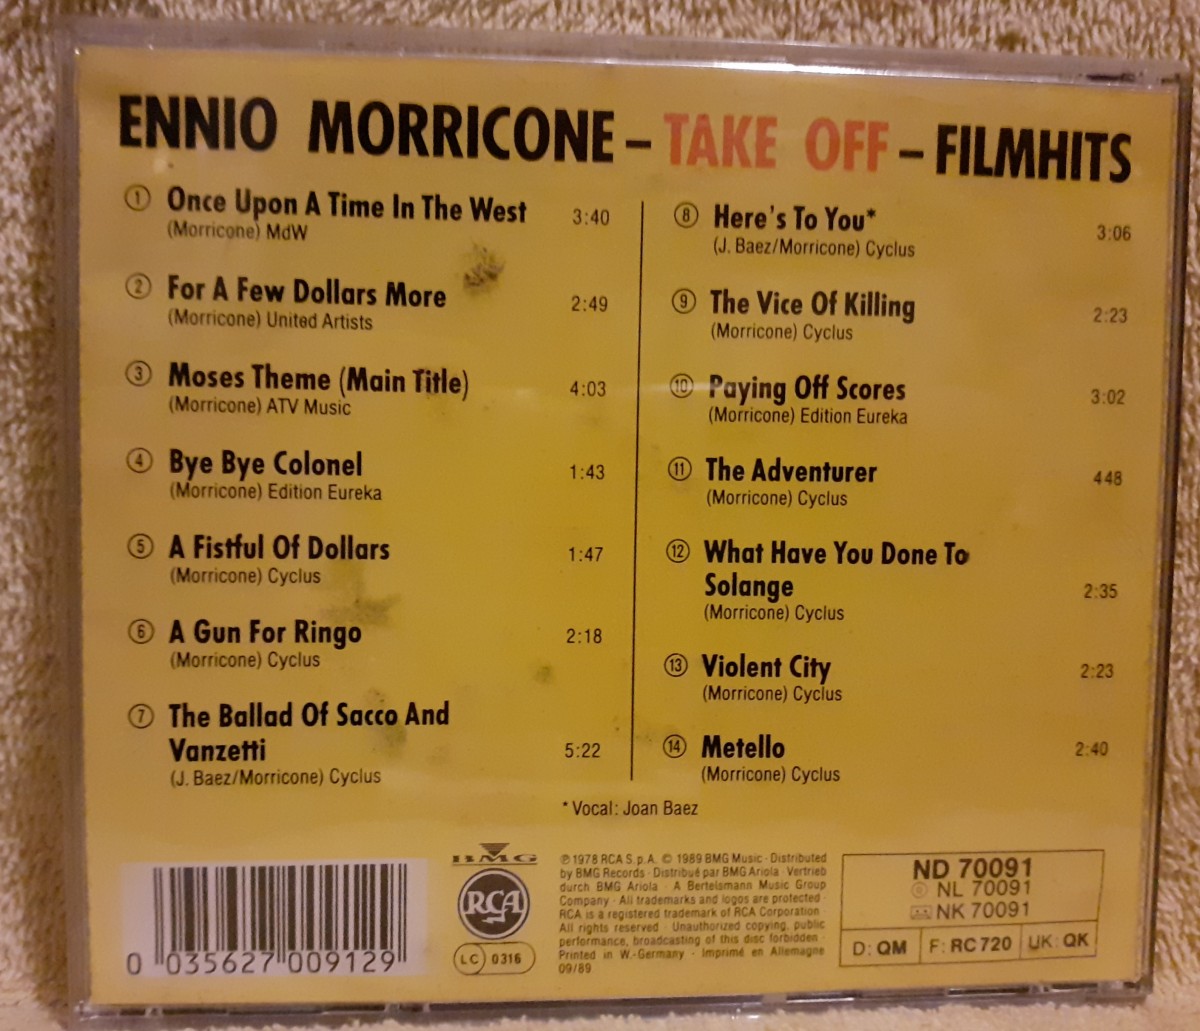 ENNIO MORRICONE – TAKE OFF – FILMHITS
① Once Upon A Time In The West 3:40
(Morricone) MdW
② For A Few Dollars More 2:49
(Morricone) United Artists
③ Moses Theme (Main Title) 4:03
(Morricone) ATV Music
④ Bye Bye Colonel 1:43
(Morricone) Edition Eureka
⑤ A Fistful Of Dollars 1:47
(Morricone) Cyclus
⑥ A Gun For Ringo 2:18
(Morricone) Cyclus
⑦ The Ballad Of Sacco And
Vanzetti 5:22
(J. Baez/Morricone) Cyclus
⑧ Here's To You* 3:06
(J. Baez/Morricone) Cyclus
⑨ The Vice Of Killing 2:23
(Morricone) Cyclus
⑩ Paying Off Scores 3:02
(Morricone) Edition Eureka
⑪ The Adventurer 448
(Morricone) Cyclus
⑫ What Have You Done To
Solange 2:35
(Morricone) Cyclus
⑬ Violent City 2:23
(Morricone) Cyclus
⑭ Metello 2:40
(Morricone) Cyclus
* Vocal: Joan Baez
0 035627 009129
BMG
RCA
LC 0316
℗ 1978 RCA S.p.A. © 1989 BMG Music · Distributed
by BMG Records · Distribué par BMG Ariola · Vertrieb
durch BMG Ariola · A Bertelsmann Music Group
Company · All trademarks and logos are protected ·
RCA is a registered trademark of RCA Corporation
All rights reserved · Unauthorized copying, public
performance, broadcasting of this disc forbidden ·
Printed in W.-Germany · Imprimé en Allemagne
09/89
ND 70091
NL 70091
NK 70091
D: QM F: RC 720 UK: QK